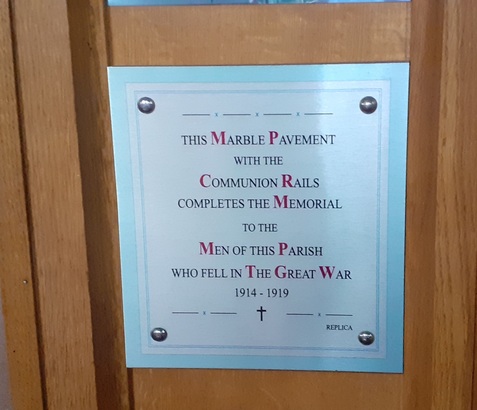 THIS MARBLE PAVEMENT
WITH THE
COMMUNION RAILS
COMPLETES THE MEMORIAL
TO THE
MEN OF THIS PARISH
WHO FELL IN THE GREAT WAR
1914 - 1919
REPLICA